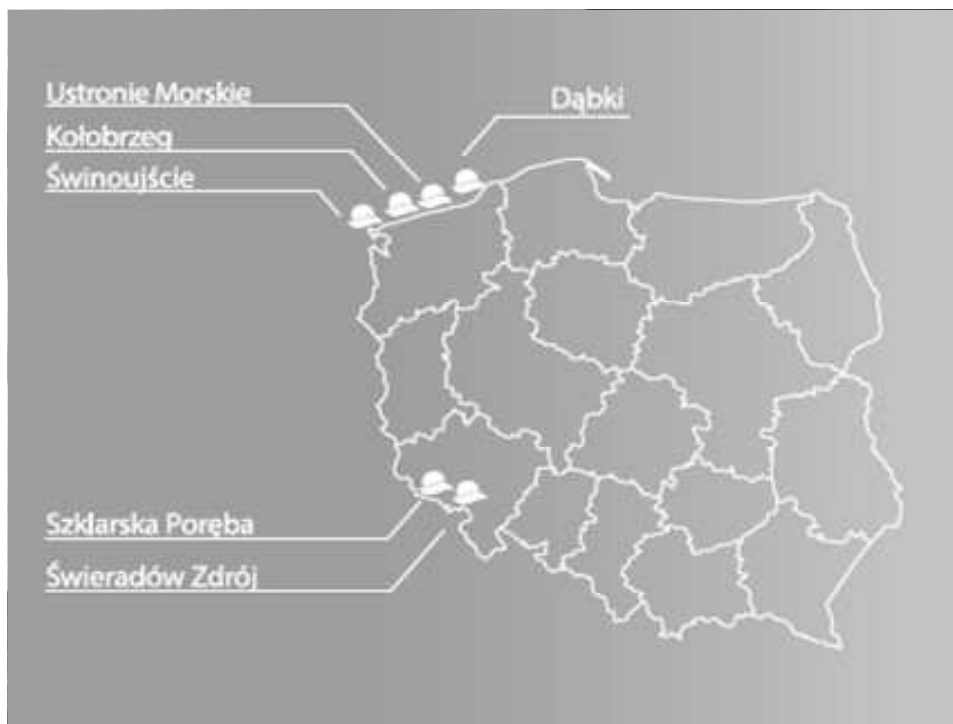 Ustronie Morskie
Dąbki
Kołobrzeg
Świnoujście
Szklarska Poręba
Świeradów Zdrój